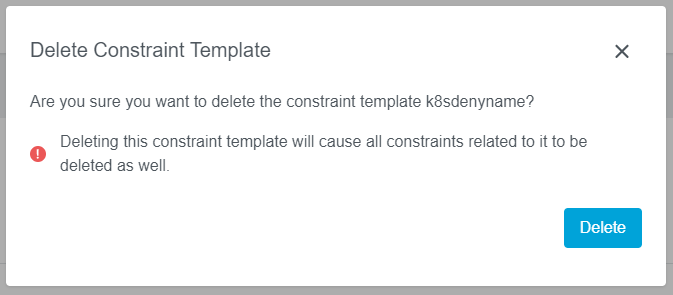 Delete Constraint Template
Are you sure you want to delete the constraint template k8sdenyname?
Deleting this constraint template will cause all constraints related to it to be
deleted as well.
Delete